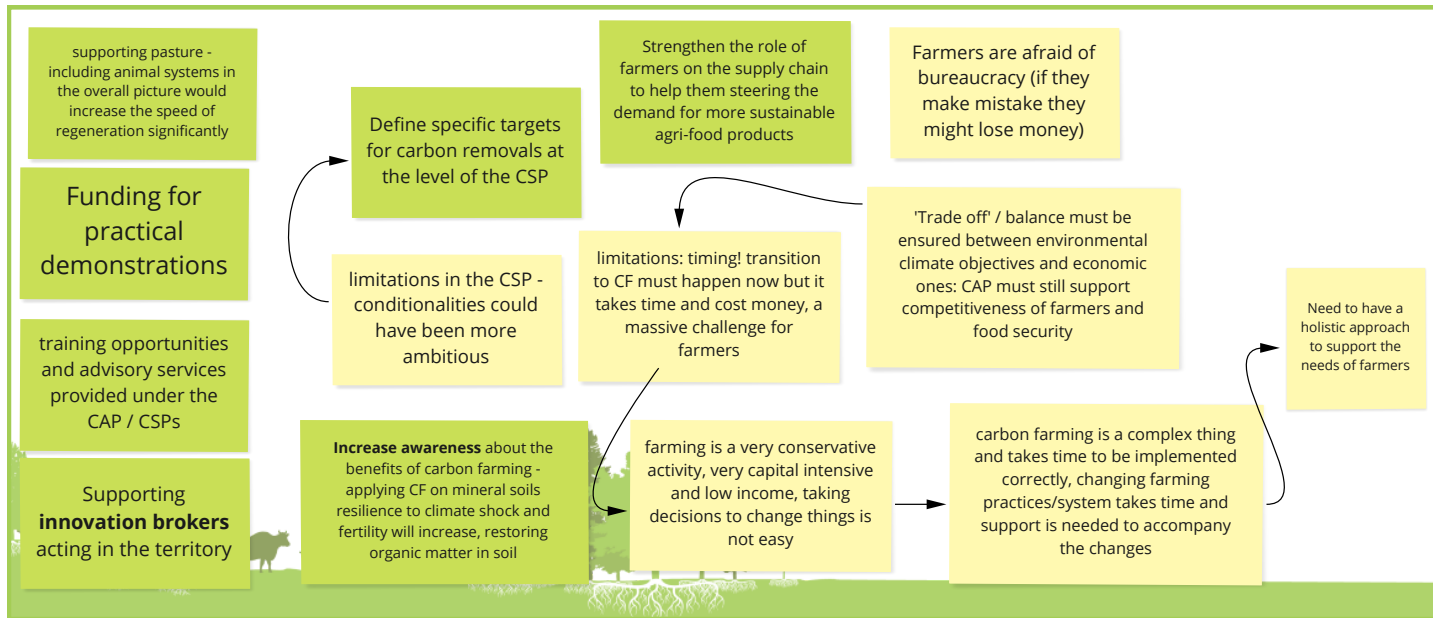 supporting pasture -
including animal systems in
the overall picture would
increase the speed of
regeneration significantly
Funding for
practical
demonstrations
training opportunities
and advisory services
provided under the
CAP / CSPs
Supporting
innovation brokers
acting in the territory
Define specific targets
for carbon removals at
the level of the CSP
limitations in the CSP -
conditionalities could
have been more
ambitious
Increase awareness about the
benefits of carbon farming -
applying CF on mineral soils
resilience to climate shock and
fertility will increase, restoring
organic matter in soil
Strengthen the role of
farmers on the supply chain
to help them steering the
demand for more sustainable
agri-food products
limitations: timing! transition
to CF must happen now but it
takes time and cost money, a
massive challenge for
farmers
farming is a very conservative
activity, very capital intensive
and low income, taking
decisions to change things is
not easy
Farmers are afraid of
bureaucracy (if they
make mistake they
might lose money)
'Trade off' / balance must be
ensured between environmental
climate objectives and economic
ones: CAP must still support
competitiveness of farmers and
food security
carbon farming is a complex thing
and takes time to be implemented
correctly, changing farming
practices/system takes time and
support is needed to accompany
the changes
Need to have a
holistic approach
to support the
needs of farmers